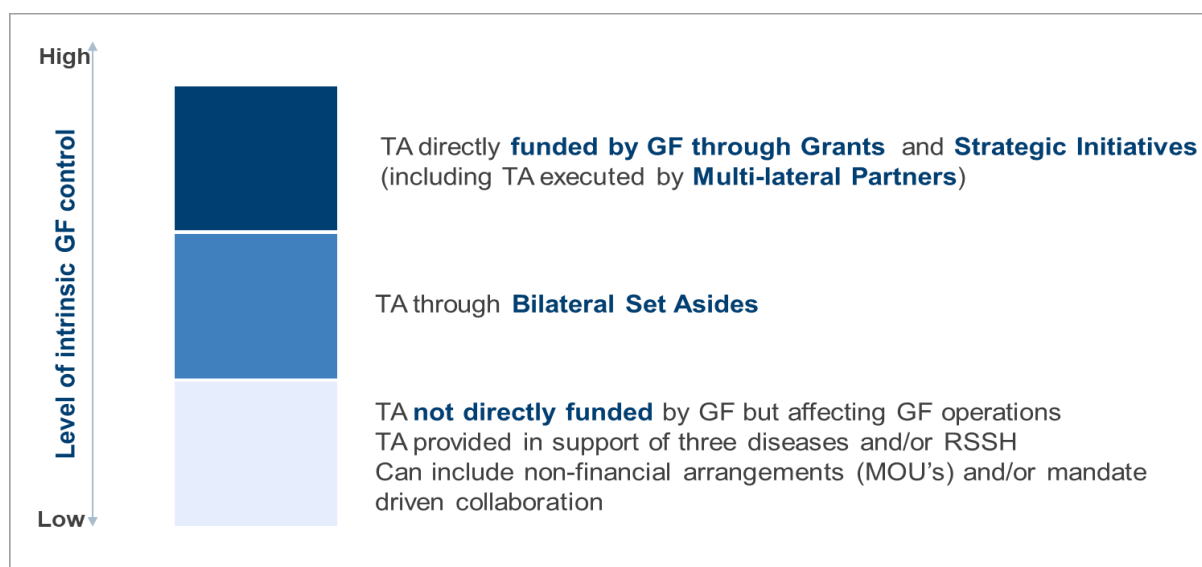 High
Level of intrinsic GF control
TA directly funded by GF through Grants and Strategic Initiatives
(including TA executed by Multi-lateral Partners)
TA through Bilateral Set Asides
TA not directly funded by GF but affecting GF operations
TA provided in support of three diseases and/or RSSH
Can include non-financial arrangements (MOU's) and/or mandate
driven collaboration
Low